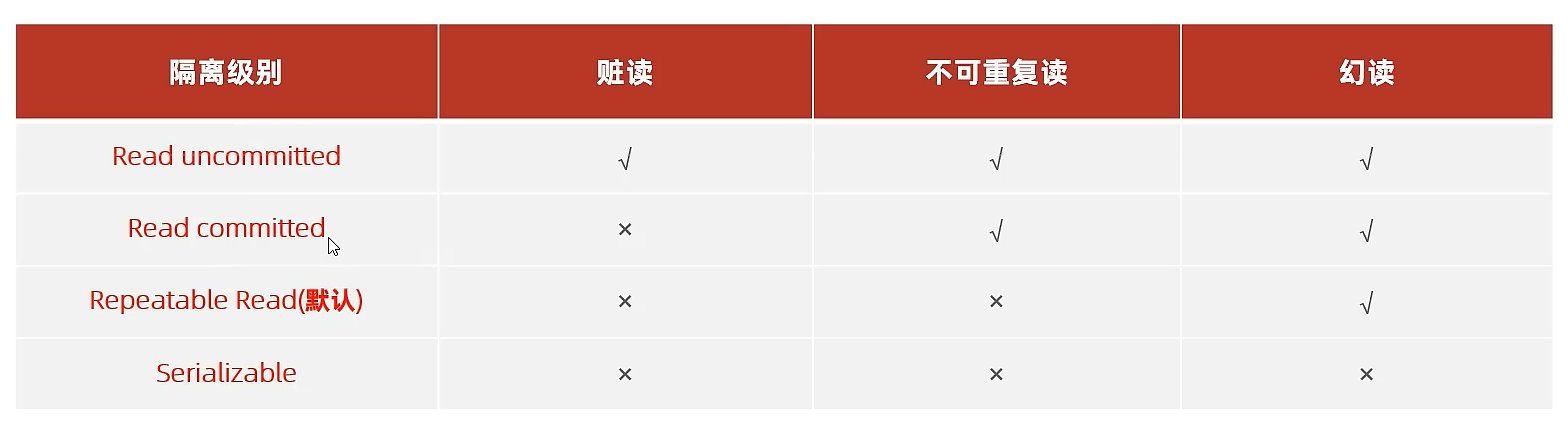 隔离级别 赃读 不可重复读 幻读
Read uncommitted √ √ √
Read committed × √ √
Repeatable Read(默认) × × √
Serializable × × ×